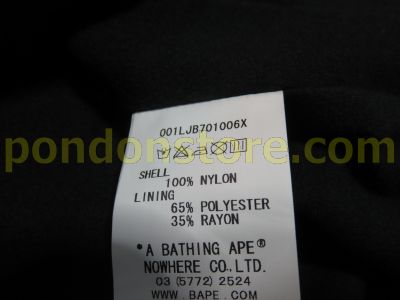 001LJB701006X
pondonstore.com
SHELL
100% NYLON
LINING
65% POLYESTER
35% RAYON
"A BATHING APE®
NOWHERE CO.,LTD.
03(5772)2524
WWW.BAPE.COM